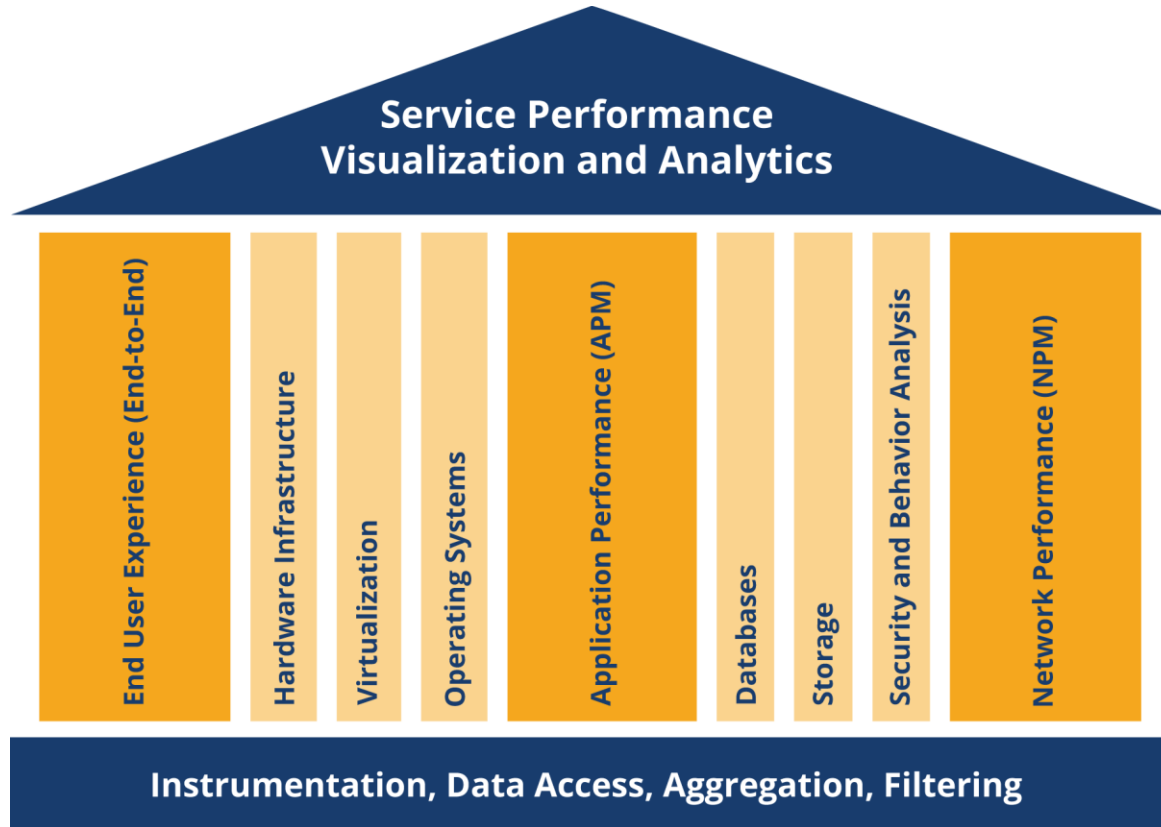 Service Performance
Visualization and Analytics
End User Experience (End-to-End)
Hardware Infrastructure
Virtualization
Operating Systems
Application Performance (APM)
Databases
Storage
Security and Behavior Analysis
Network Performance (NPM)
Instrumentation, Data Access, Aggregation, Filtering